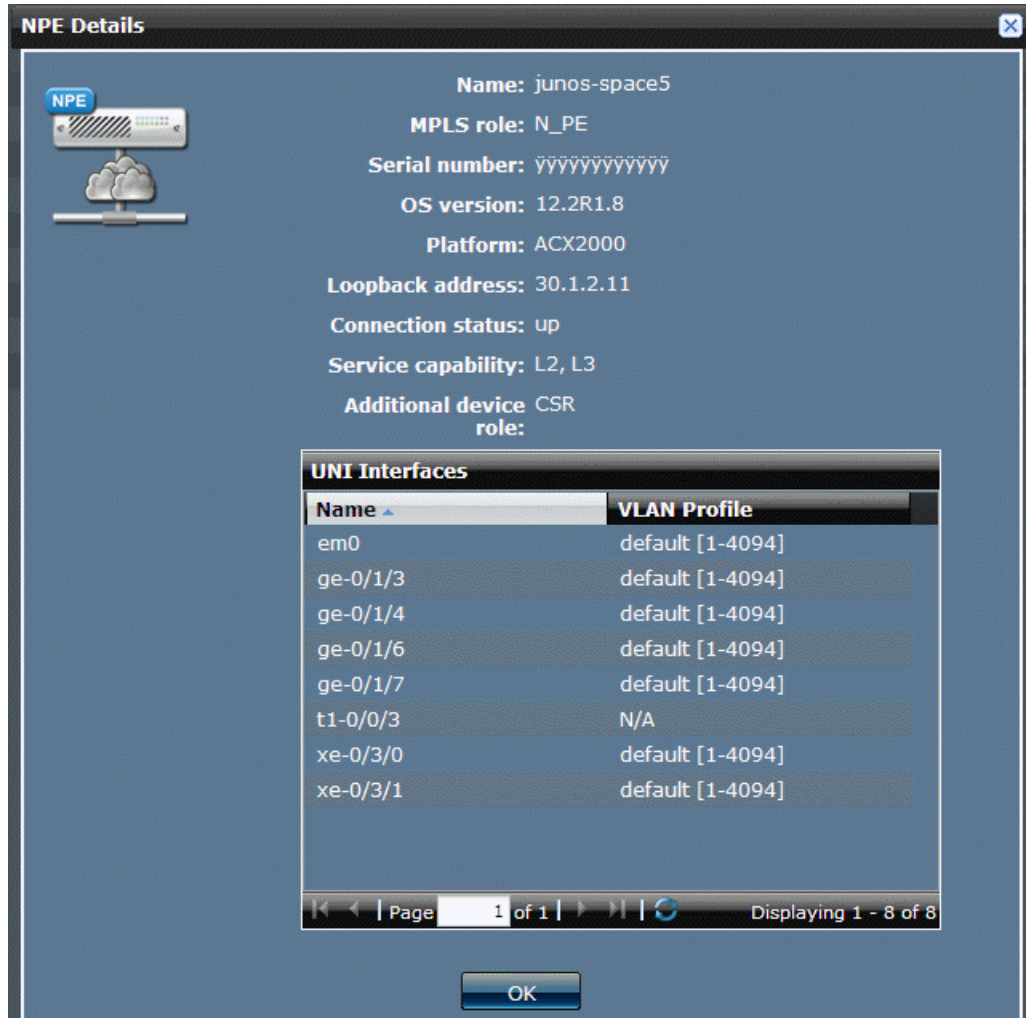 NPE Details
NPE
Name: junos-space5
MPLS role: N_PE
Serial number: ÿÿÿÿÿÿÿÿÿÿÿÿ
OS version: 12.2R1.8
Platform: ACX2000
Loopback address: 30.1.2.11
Connection status: up
Service capability: L2, L3
Additional device CSR
role:
UNI Interfaces
Name VLAN Profile
em0 default [1-4094]
ge-0/1/3 default [1-4094]
ge-0/1/4 default [1-4094]
ge-0/1/6 default [1-4094]
ge-0/1/7 default [1-4094]
t1-0/0/3 N/A
xe-0/3/0 default [1-4094]
xe-0/3/1 default [1-4094]
Page 1 of 1 Displaying 1 - 8 of 8
OK